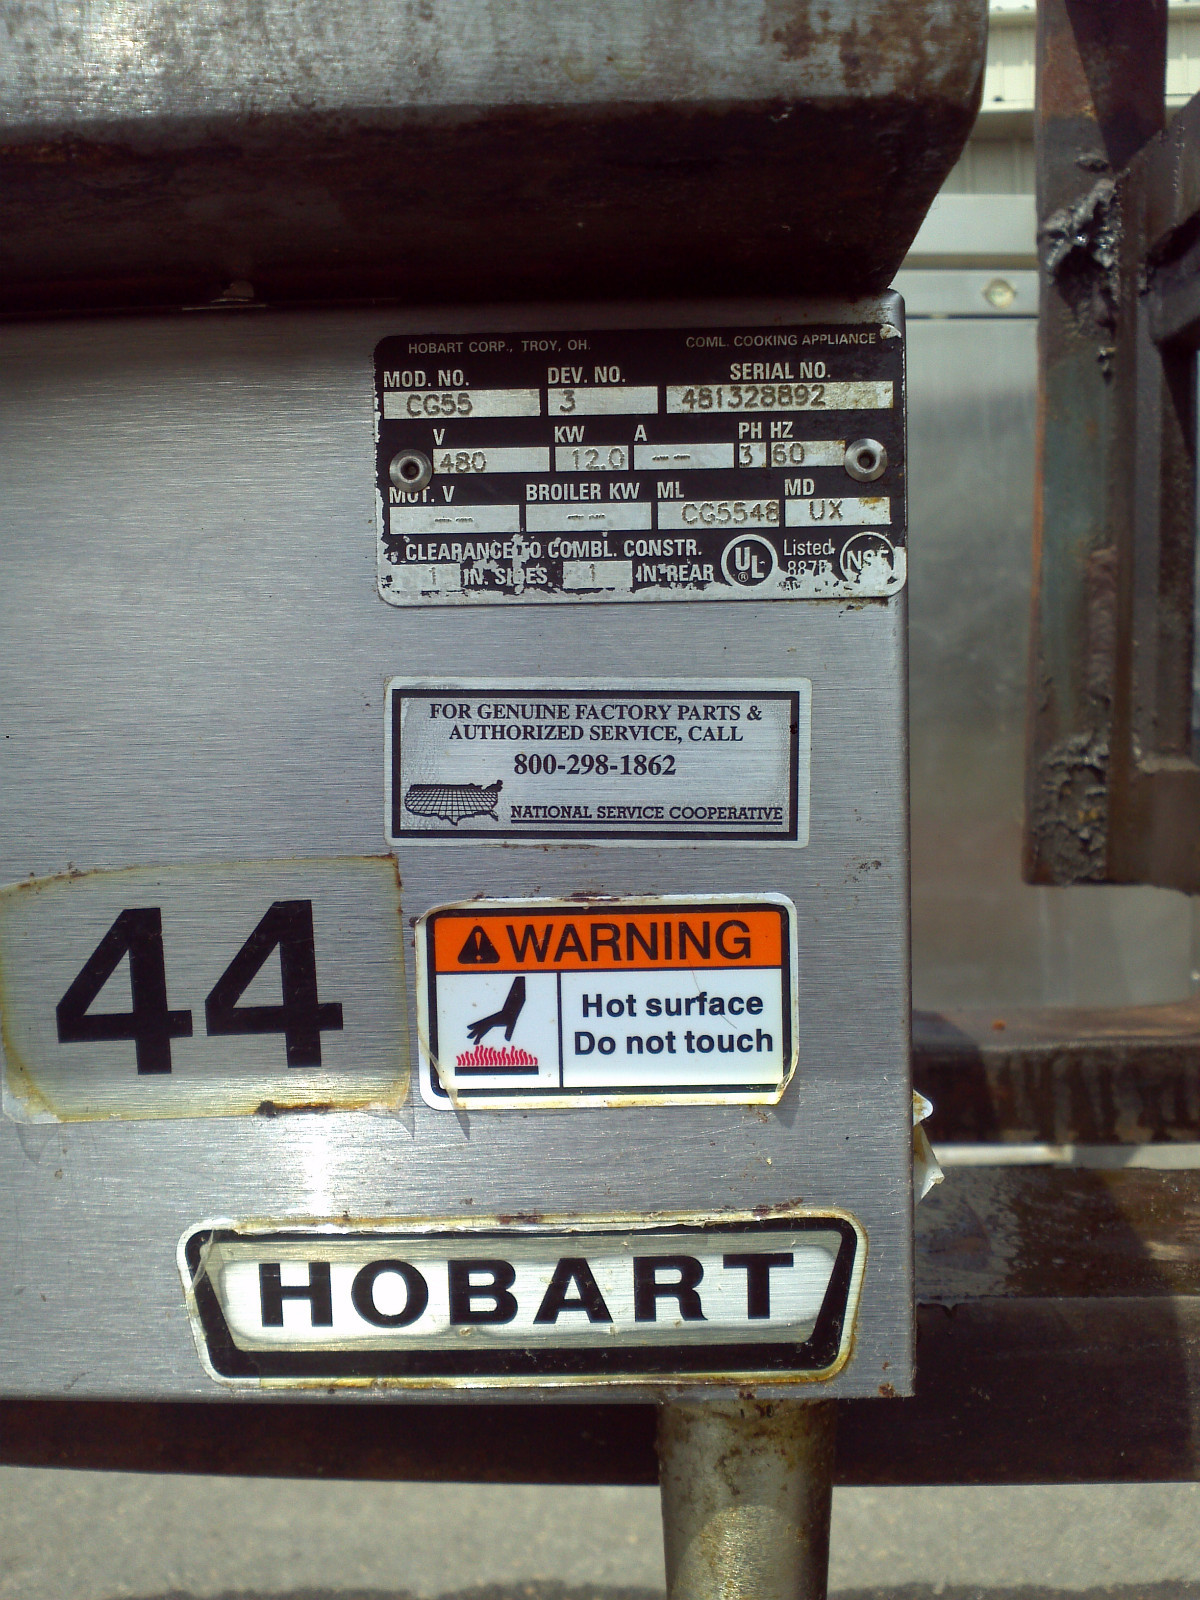 HOBART CORP., TROY, OH. COML. COOKING APPLIANCE
MOD. NO. DEV. NO. SERIAL NO.
CG55 3 481328892
V KW A PH HZ
480 12.0 -- 3 60
MOT. V BROILER KW ML MD
-- -- CG5548 UX
CLEARANCE TO COMBL. CONSTR. UL ® Listed NSF
1 IN. SIDES 1 IN. REAR
FOR GENUINE FACTORY PARTS &
AUTHORIZED SERVICE, CALL
800-298-1862
NATIONAL SERVICE COOPERATIVE
44
WARNING
Hot surface
Do not touch
HOBART